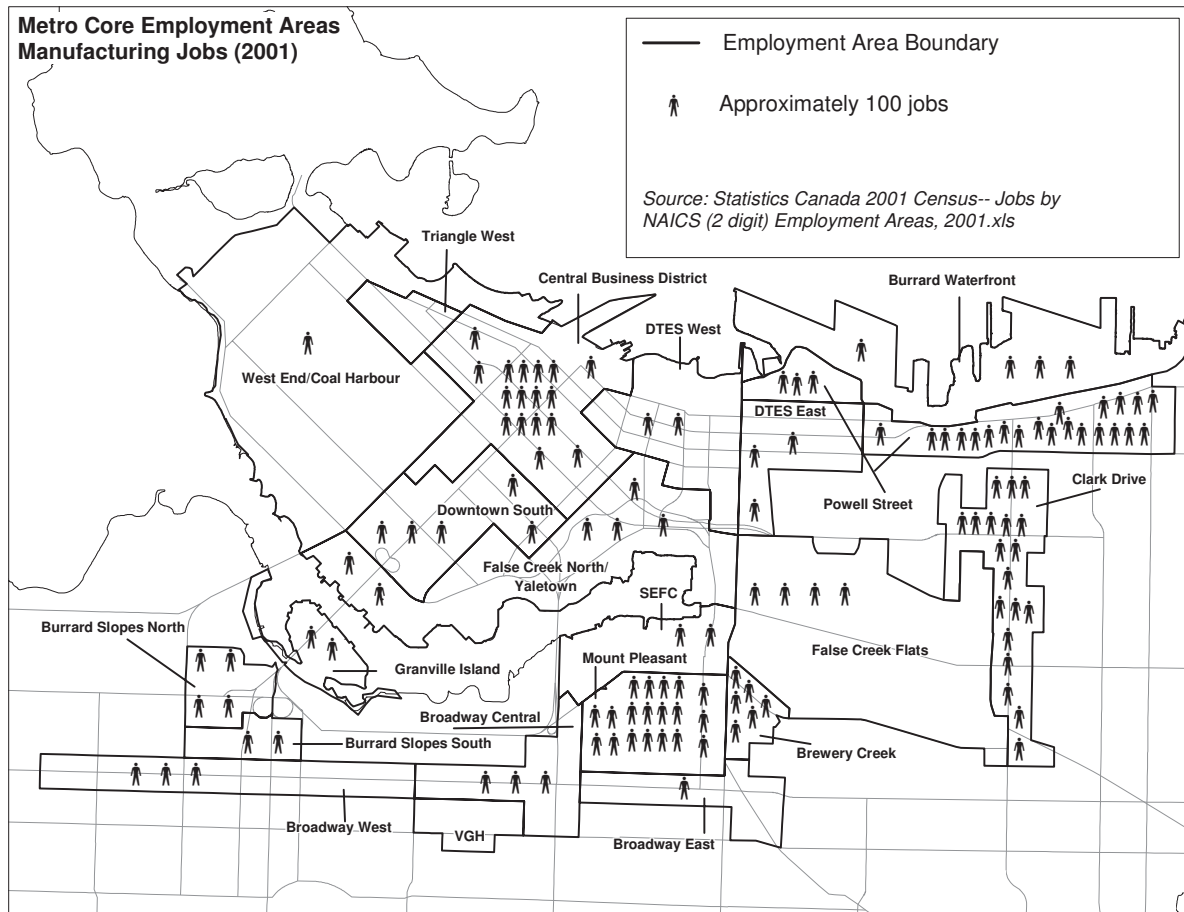 Metro Core Employment Areas
Manufacturing Jobs (2001)
Employment Area Boundary
Approximately 100 jobs
Source: Statistics Canada 2001 Census-- Jobs by
NAICS (2 digit) Employment Areas, 2001.xls
Triangle West
Central Business District
Burrard Waterfront
DTES West
West End/Coal Harbour
DTES East
Clark Drive
Powell Street
Downtown South
False Creek North/
Yaletown
SEFC
Burrard Slopes North
False Creek Flats
Mount Pleasant
Granville Island
Broadway Central
Burrard Slopes South
Brewery Creek
Broadway West
VGH
Broadway East